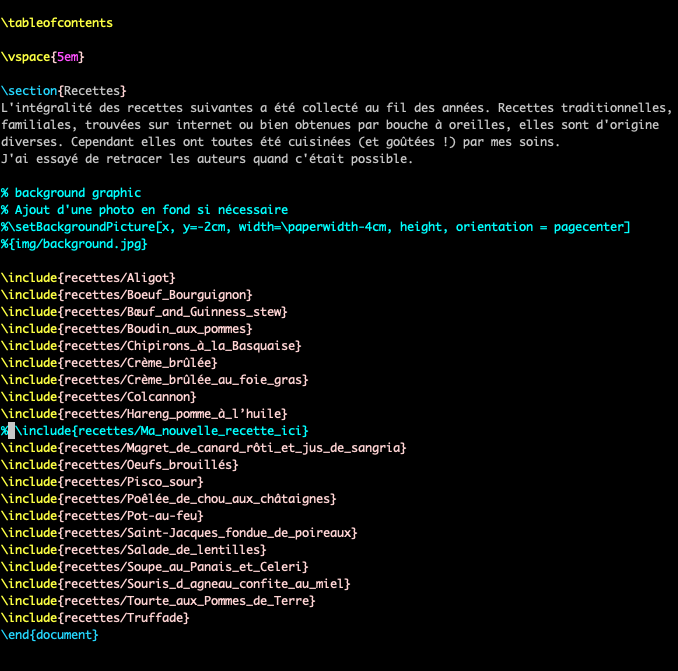 \tableofcontents
\vspace{5em}
\section{Recettes}
L'intégralité des recettes suivantes a été collecté au fil des années. Recettes traditionnelles,
familiales, trouvées sur internet ou bien obtenues par bouche à oreilles, elles sont d'origine
diverses. Cependant elles ont toutes été cuisinées (et goûtées !) par mes soins.
J'ai essayé de retracer les auteurs quand c'était possible.
% background graphic
% Ajout d'une photo en fond si nécessaire
%\setBackgroundPicture[x, y=-2cm, width=\paperwidth-4cm, height, orientation = pagecenter]
%{img/background.jpg}
\include{recettes/Aligot}
\include{recettes/Boeuf_Bourguignon}
\include{recettes/Bœuf_and_Guinness_stew}
\include{recettes/Boudin_aux_pommes}
\include{recettes/Chipirons_à_la_Basquaise}
\include{recettes/Crème_brûlée}
\include{recettes/Crème_brûlée_au_foie_gras}
\include{recettes/Colcannon}
\include{recettes/Hareng_pomme_à_l’huile}
% \include{recettes/Ma_nouvelle_recette_ici}
\include{recettes/Magret_de_canard_rôti_et_jus_de_sangria}
\include{recettes/Oeufs_brouillés}
\include{recettes/Pisco_sour}
\include{recettes/Poêlée_de_chou_aux_châtaignes}
\include{recettes/Pot-au-feu}
\include{recettes/Saint-Jacques_fondue_de_poireaux}
\include{recettes/Salade_de_lentilles}
\include{recettes/Soupe_au_Panais_et_Celeri}
\include{recettes/Souris_d_agneau_confite_au_miel}
\include{recettes/Tourte_aux_Pommes_de_Terre}
\include{recettes/Truffade}
\end{document}